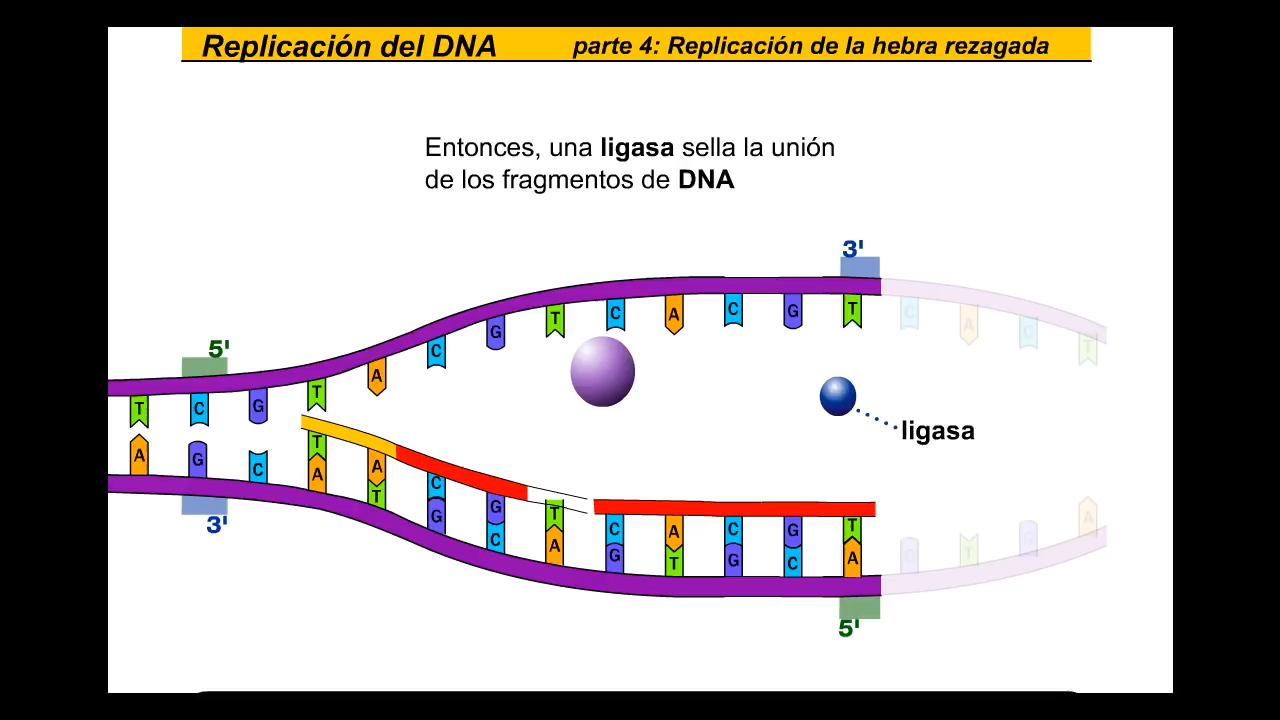 Replicación del DNA parte 4: Replicación de la hebra rezagada
Entonces, una ligasa sella la unión
de los fragmentos de DNA
3'
T C G T A C G T C A C G T C A C T
5'
ligasa
T A C G T C A C G T
A G C T A G C A G T G C A G T G A
3'
5'